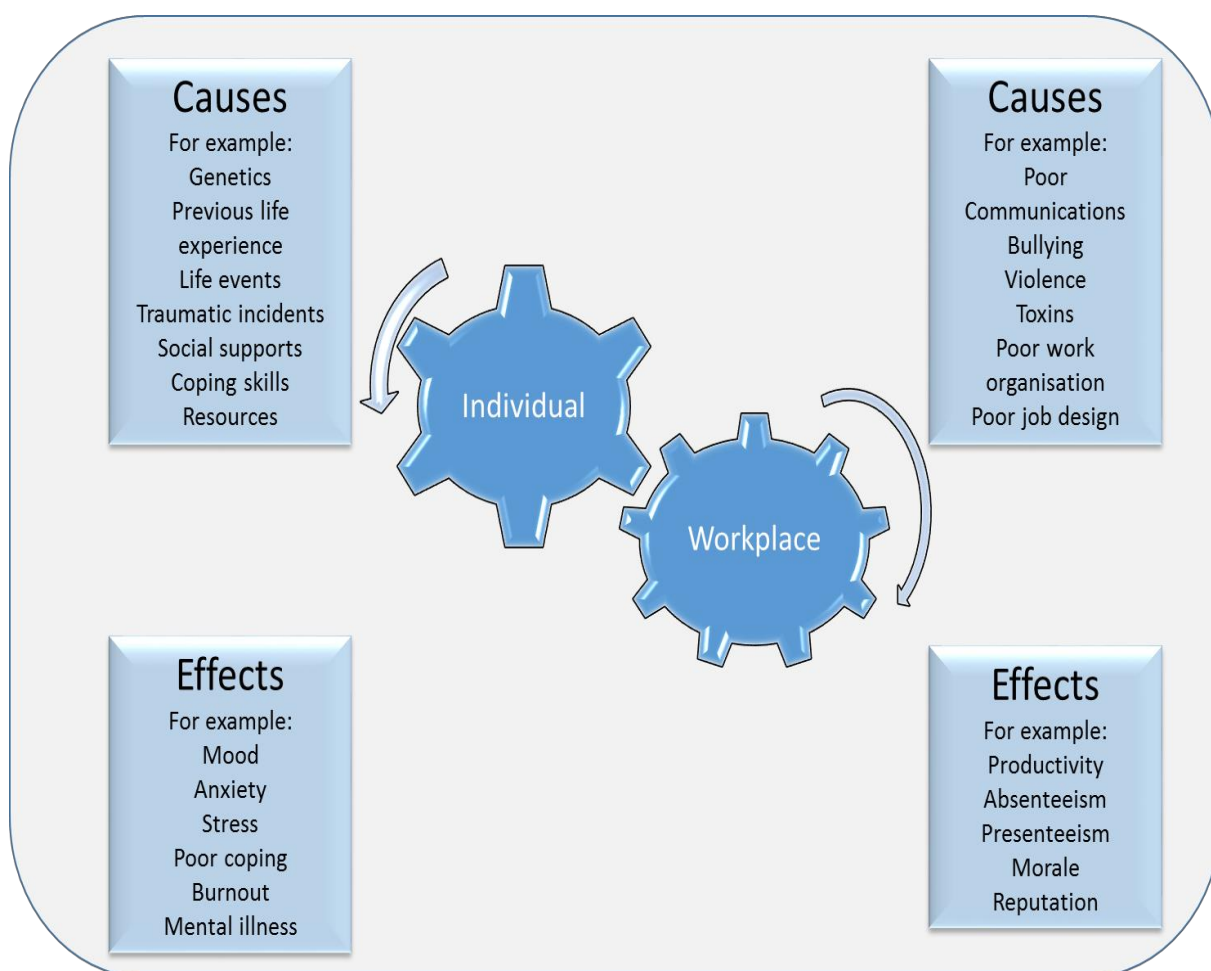 Causes
For example:
Genetics
Previous life
experience
Life events
Traumatic incidents
Social supports
Coping skills
Resources
Causes
For example:
Poor
Communications
Bullying
Violence
Toxins
Poor work
organisation
Poor job design
Individual
Workplace
Effects
For example:
Mood
Anxiety
Stress
Poor coping
Burnout
Mental illness
Effects
For example:
Productivity
Absenteeism
Presenteeism
Morale
Reputation